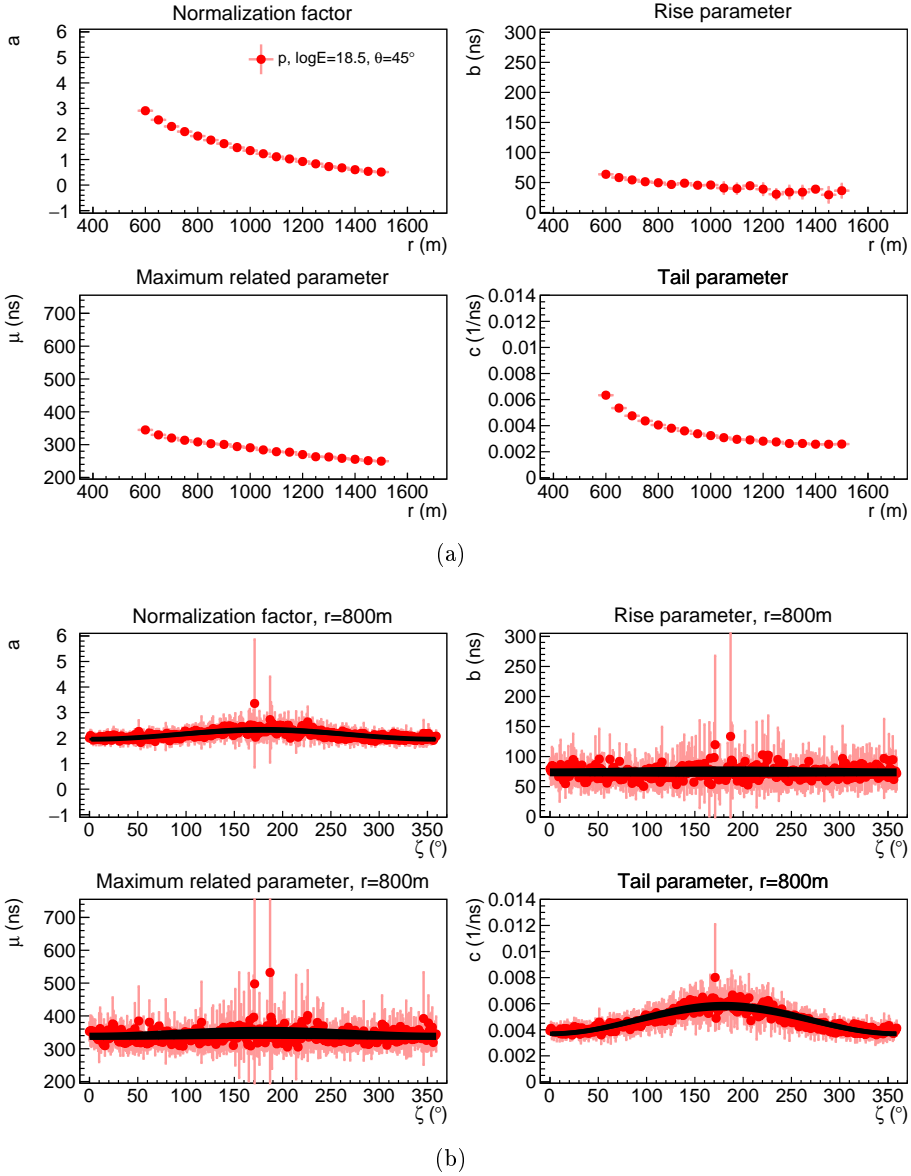 Normalization factor
a
6
5
4
3
2
1
0
−1
p, logE=18.5, θ=45°
400 600 800 1000 1200 1400 1600
r (m)
Rise parameter
b (ns)
300
250
200
150
100
50
0
400 600 800 1000 1200 1400 1600
r (m)
Maximum related parameter
μ (ns)
700
600
500
400
300
200
400 600 800 1000 1200 1400 1600
r (m)
Tail parameter
c (1/ns)
0.014
0.012
0.01
0.008
0.006
0.004
0.002
0
400 600 800 1000 1200 1400 1600
r (m)
(a)
Normalization factor, r=800m
a
6
5
4
3
2
1
0
−1
0 50 100 150 200 250 300 350
ζ (°)
Rise parameter, r=800m
b (ns)
300
250
200
150
100
50
0
0 50 100 150 200 250 300 350
ζ (°)
Maximum related parameter, r=800m
μ (ns)
700
600
500
400
300
200
0 50 100 150 200 250 300 350
ζ (°)
Tail parameter, r=800m
c (1/ns)
0.014
0.012
0.01
0.008
0.006
0.004
0.002
0
0 50 100 150 200 250 300 350
ζ (°)
(b)